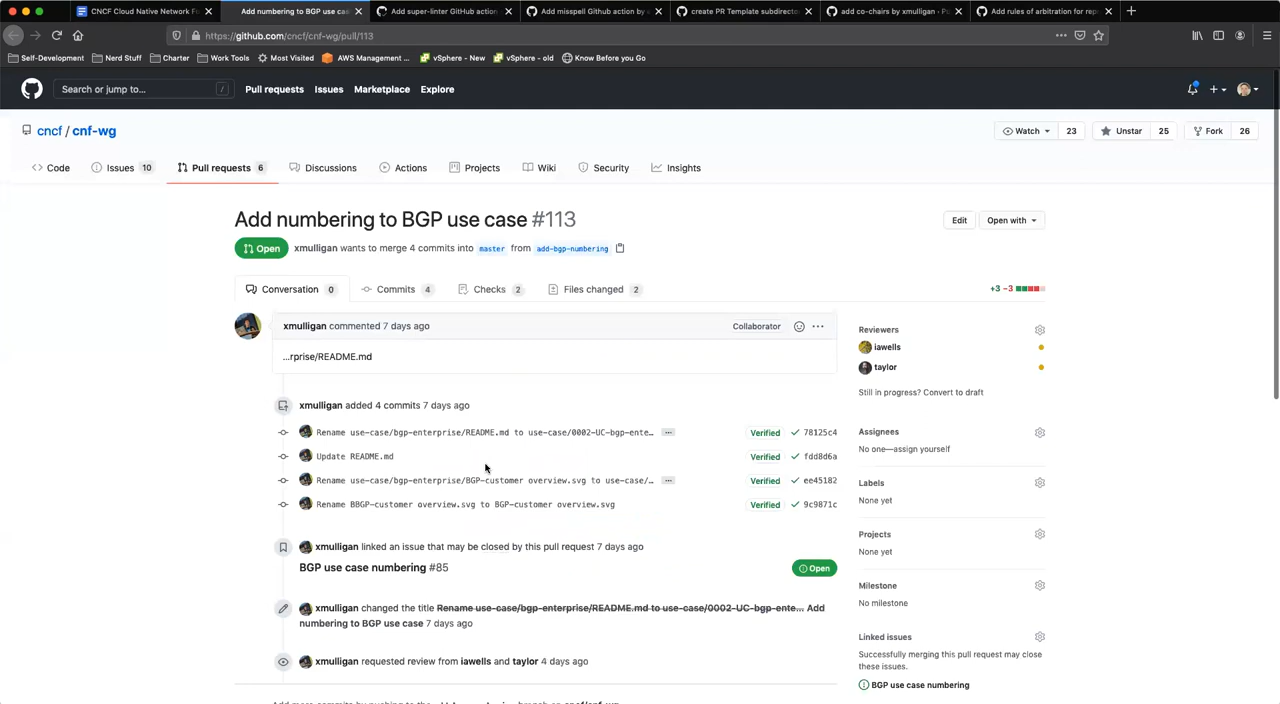 CNCF Cloud Native Network Fu
Add numbering to BGP use cas
Add super-linter GitHub action
Add misspell Github action by
create PR Template subdirector
add co-chairs by xmulligan · Pu
Add rules of arbitration for rep
https://github.com/cncf/cnf-wg/pull/113
Self-Development
Nerd Stuff
Charter
Work Tools
Most Visited
AWS Management ...
vSphere - New
vSphere - old
Know Before you Go
Search or jump to...
/
Pull requests
Issues
Marketplace
Explore
cncf / cnf-wg
Watch 23
Unstar 25
Fork 26
Code
Issues 10
Pull requests 6
Discussions
Actions
Projects
Wiki
Security
Insights
Add numbering to BGP use case #113
Edit
Open with
Open
xmulligan wants to merge 4 commits into master from add-bgp-numbering
Conversation 0
Commits 4
Checks 2
Files changed 2
+3 −3
xmulligan commented 7 days ago
Collaborator
...rprise/README.md
xmulligan added 4 commits 7 days ago
Rename use-case/bgp-enterprise/README.md to use-case/0002-UC-bgp-ente… ...
Verified
78125c4
Update README.md
Verified
fdd8d6a
Rename use-case/bgp-enterprise/BGP-customer overview.svg to use-case/… ...
Verified
ee45182
Rename BBGP-customer overview.svg to BGP-customer overview.svg
Verified
9c9871c
xmulligan linked an issue that may be closed by this pull request 7 days ago
BGP use case numbering #85
Open
xmulligan changed the title Rename use-case/bgp-enterprise/README.md to use-case/0002-UC-bgp-ente... Add
numbering to BGP use case 7 days ago
xmulligan requested review from iawells and taylor 4 days ago
Reviewers
iawells
taylor
Still in progress? Convert to draft
Assignees
No one—assign yourself
Labels
None yet
Projects
None yet
Milestone
No milestone
Linked issues
Successfully merging this pull request may close
these issues.
BGP use case numbering